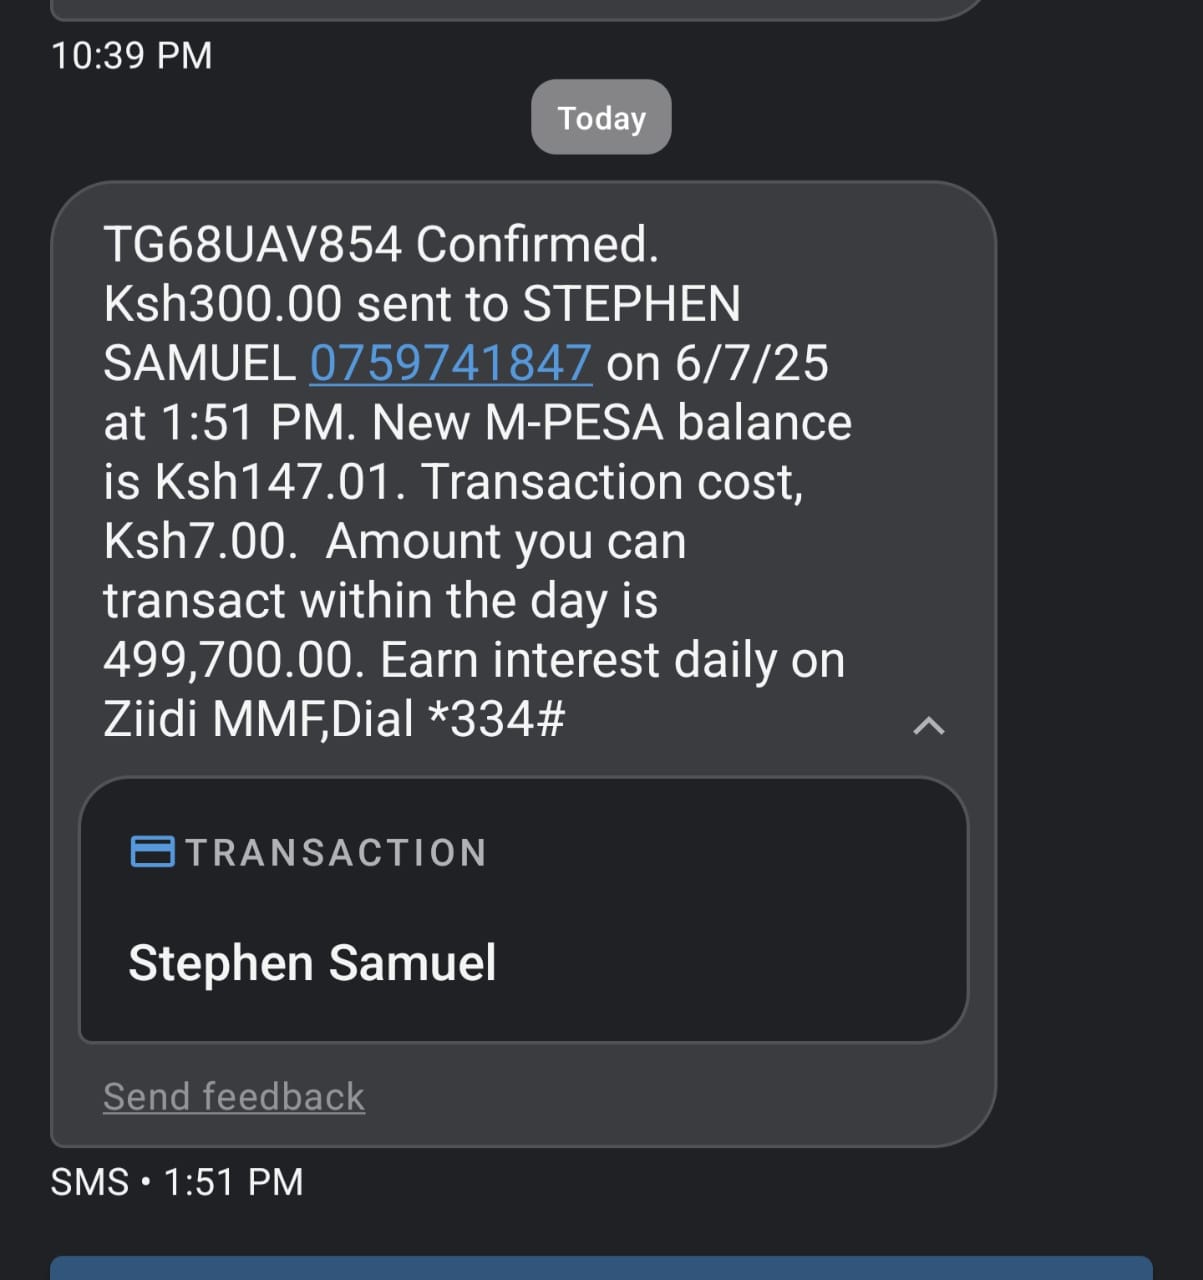 10:39 PM
Today
TG68UAV854 Confirmed.
Ksh300.00 sent to STEPHEN
SAMUEL 0759741847 on 6/7/25
at 1:51 PM. New M-PESA balance
is Ksh147.01. Transaction cost,
Ksh7.00.  Amount you can
transact within the day is
499,700.00. Earn interest daily on
Ziidi MMF,Dial *334#
TRANSACTION
Stephen Samuel
Send feedback
SMS • 1:51 PM